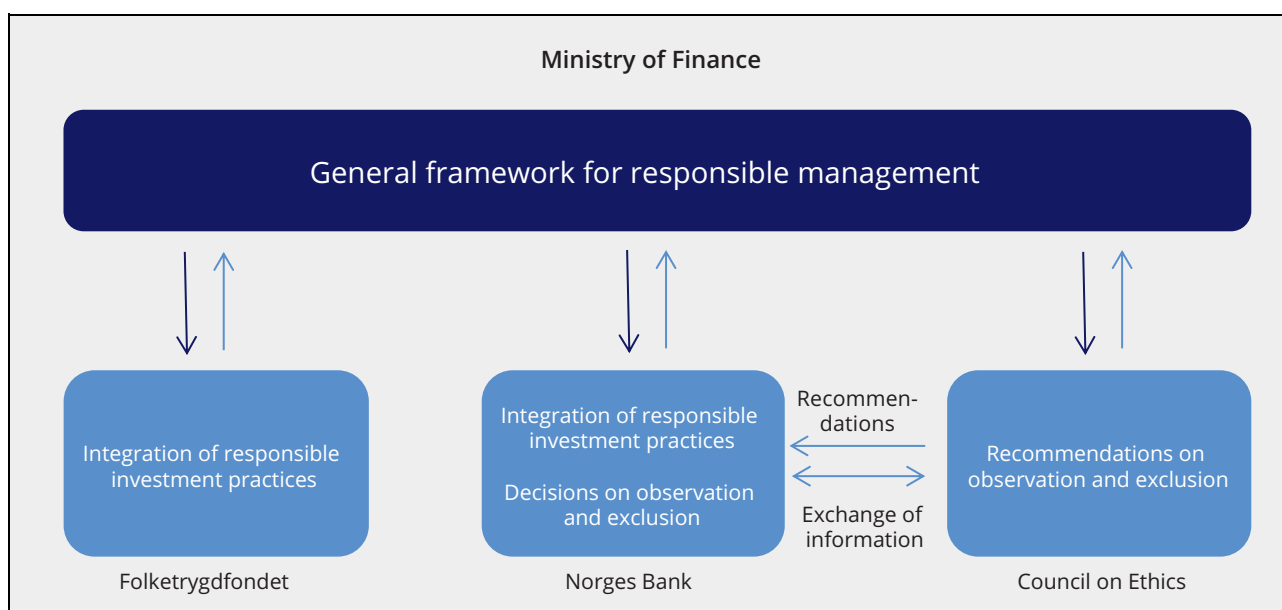 Ministry of Finance
General framework for responsible management
Integration of responsible
investment practices
Folketrygdfondet
Integration of responsible
investment practices
Decisions on observation
and exclusion
Norges Bank
Recommen-
dations
Exchange of
information
Recommendations on
observation and exclusion
Council on Ethics